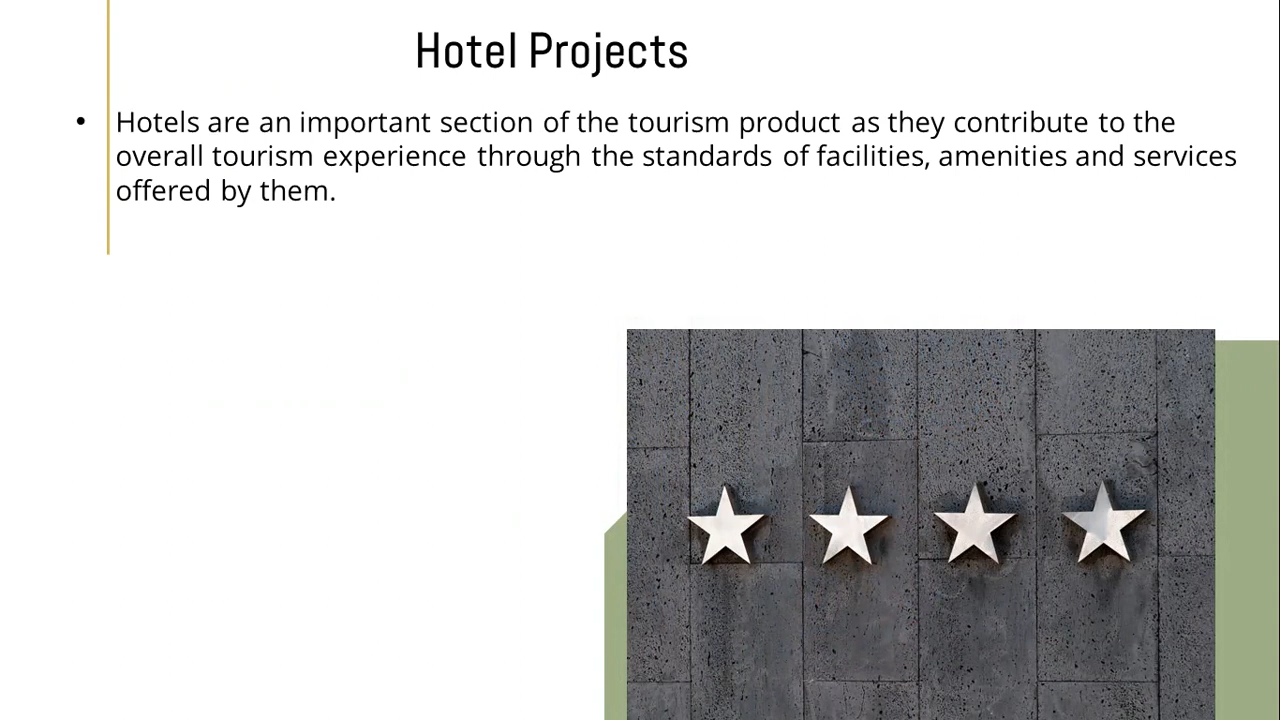 Hotel Projects
• Hotels are an important section of the tourism product as they contribute to the
overall tourism experience through the standards of facilities, amenities and services
offered by them.